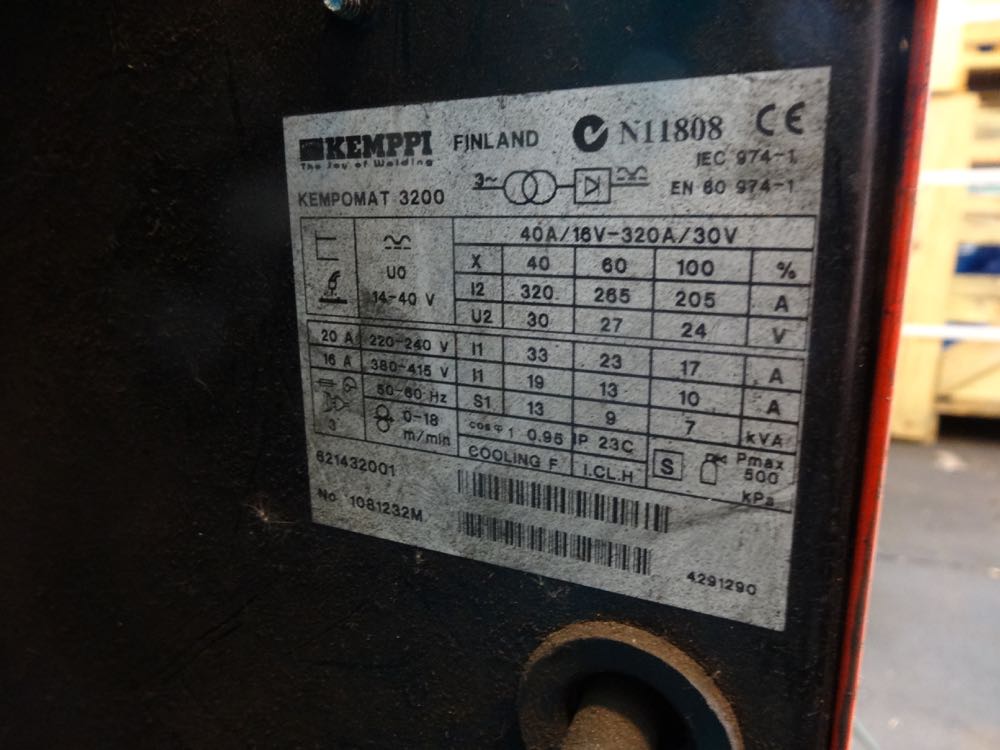 KEMPPI FINLAND N11808 CE
The Joy of Welding
IEC 974-1
KEMPOMAT 3200 3~ EN 60 974-1
40A/16V-320A/30V
U0
14-40 V
X 40 60 100 %
I2 320 265 205 A
U2 30 27 24 V
20 A 220-240 V I1 33 23 17 A
16 A 380-415 V I1 19 13 10 A
50-60 Hz S1 13 9 7 kVA
3 0-18 m/min cos φ 1 0.95 IP 23C S Pmax 500 kPa
COOLING F I.CL.H
621432001
No 1081232M
4291290